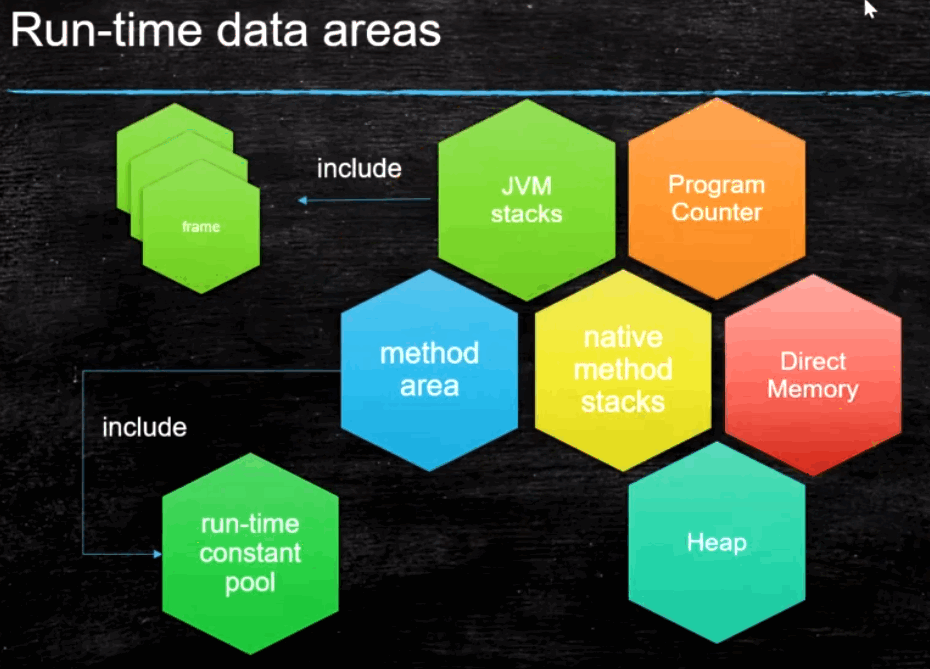 Run-time data areas
include
JVM
stacks
Program
Counter
frame
method
area
native
method
stacks
Direct
Memory
include
run-time
constant
pool
Heap